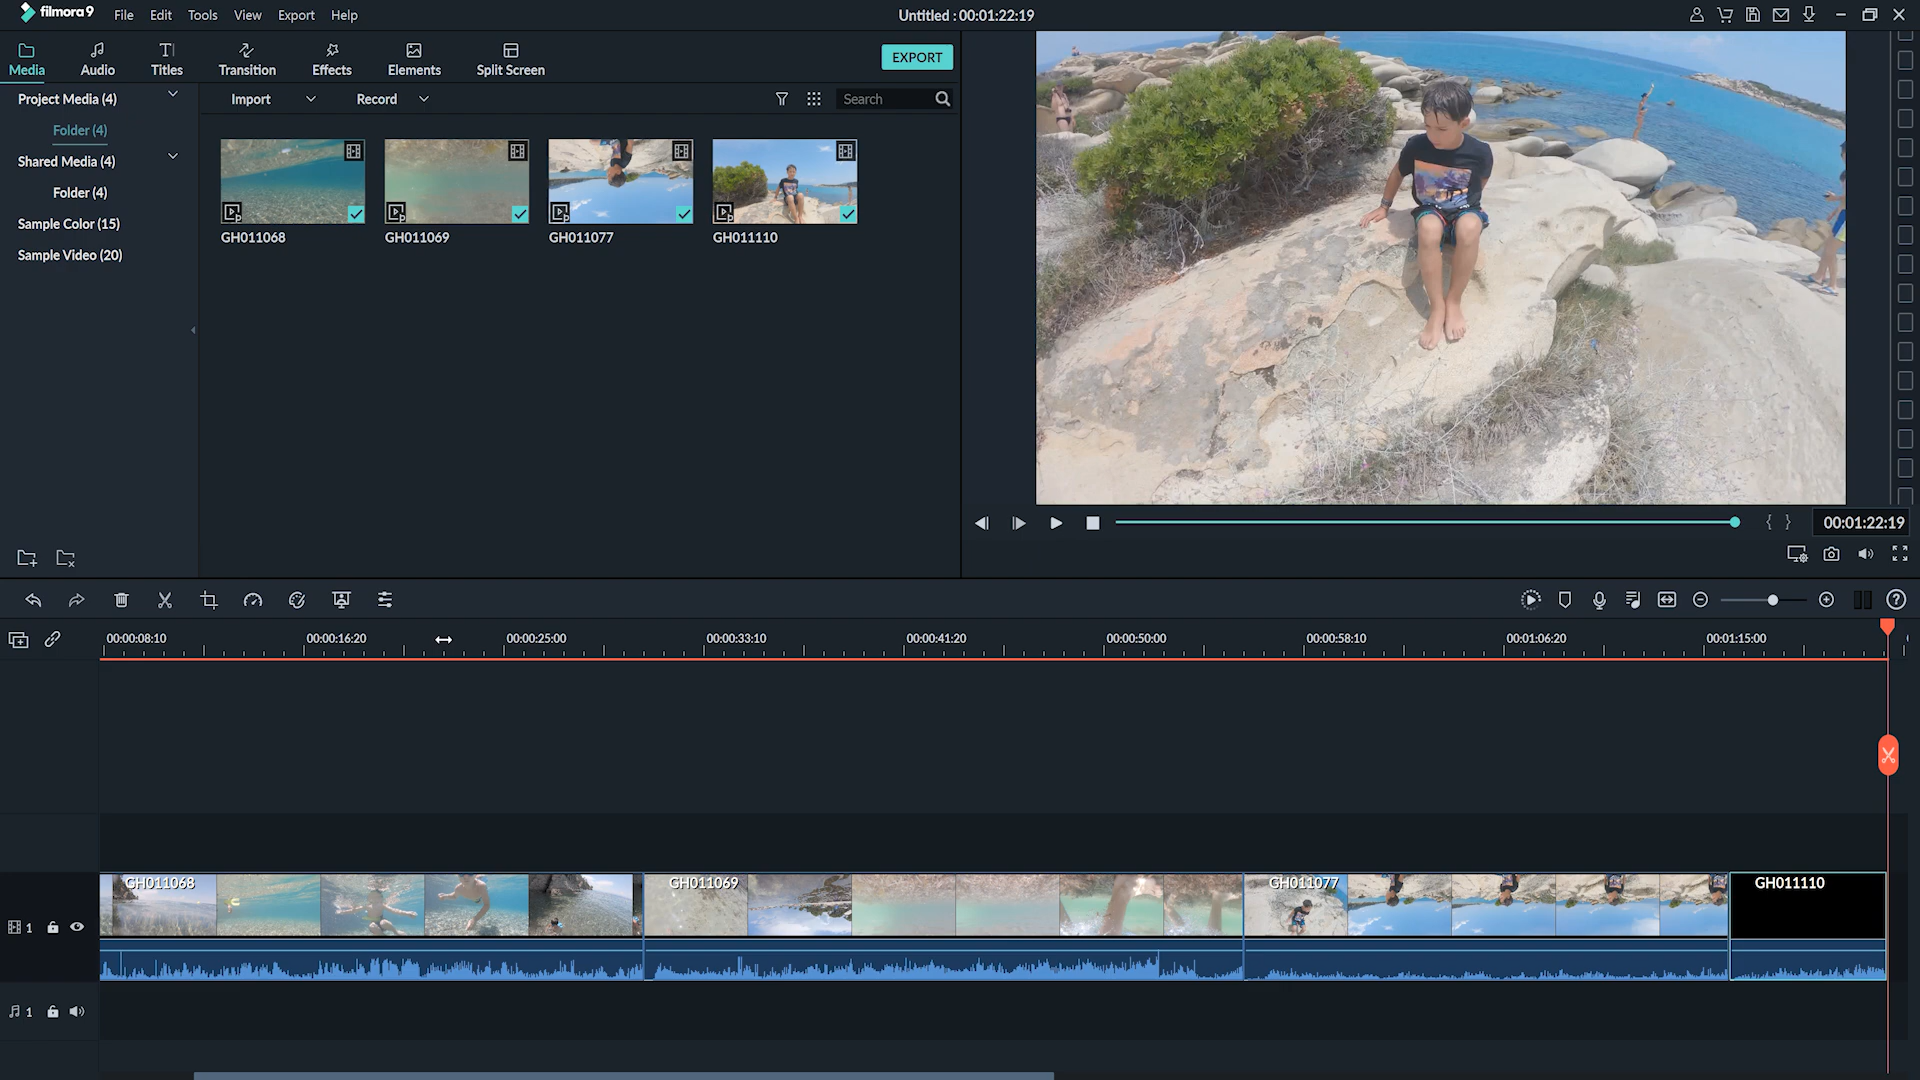 filmora9 File Edit Tools View Export Help Untitled : 00:01:22:19
Media Audio Titles Transition Effects Elements Split Screen EXPORT
Project Media (4) Import Record Search
Folder (4)
Shared Media (4)
Folder (4)
Sample Color (15)
Sample Video (20)
GH011068 GH011069 GH011077 GH011110
00:01:22:19
00:00:08:10 00:00:16:20 00:00:25:00 00:00:33:10 00:00:41:20 00:00:50:00 00:00:58:10 00:01:06:20 00:01:15:00
GH011068 GH011069 GH011077 GH011110
1
1